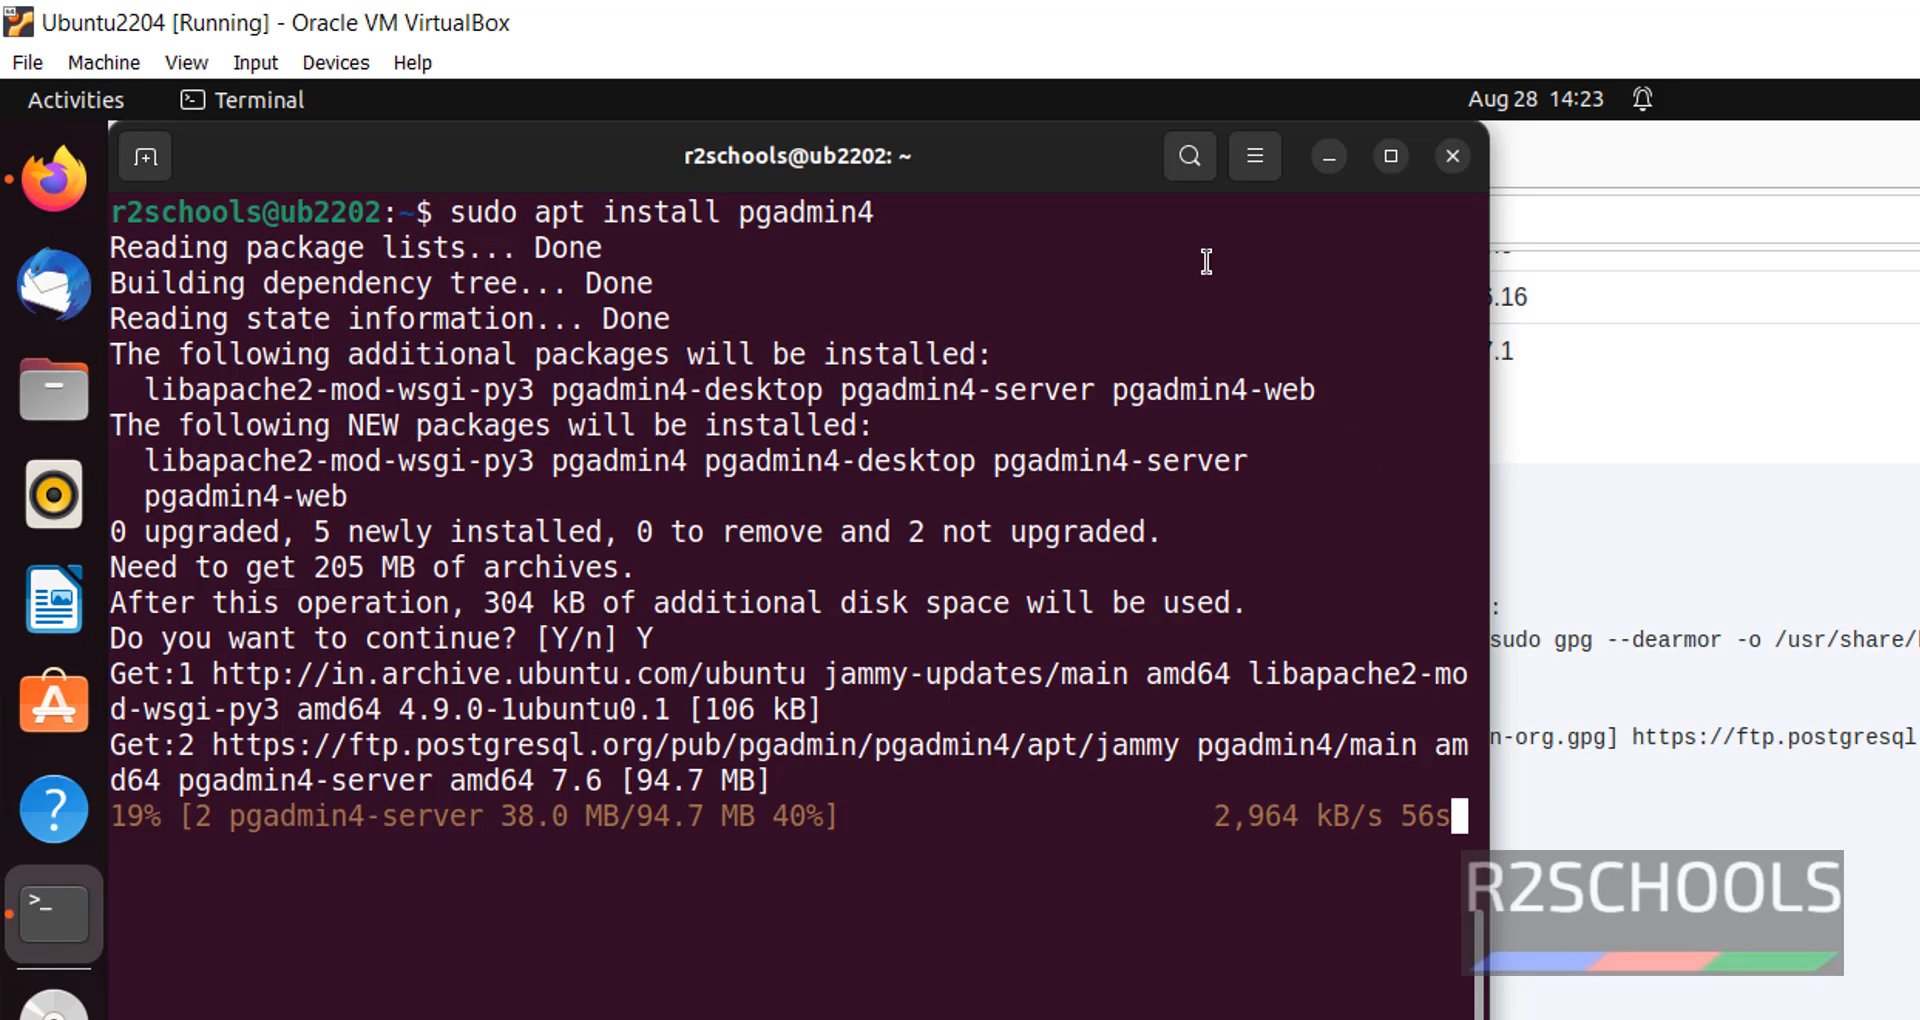 Ubuntu2204 [Running] - Oracle VM VirtualBox
File Machine View Input Devices Help
Activities Terminal Aug 28 14:23
r2schools@ub2202: ~
r2schools@ub2202:~$ sudo apt install pgadmin4
Reading package lists... Done
Building dependency tree... Done
Reading state information... Done
The following additional packages will be installed:
libapache2-mod-wsgi-py3 pgadmin4-desktop pgadmin4-server pgadmin4-web
The following NEW packages will be installed:
libapache2-mod-wsgi-py3 pgadmin4 pgadmin4-desktop pgadmin4-server
pgadmin4-web
0 upgraded, 5 newly installed, 0 to remove and 2 not upgraded.
Need to get 205 MB of archives.
After this operation, 304 kB of additional disk space will be used.
Do you want to continue? [Y/n] Y
Get:1 http://in.archive.ubuntu.com/ubuntu jammy-updates/main amd64 libapache2-mo
d-wsgi-py3 amd64 4.9.0-1ubuntu0.1 [106 kB]
Get:2 https://ftp.postgresql.org/pub/pgadmin/pgadmin4/apt/jammy pgadmin4/main am
d64 pgadmin4-server amd64 7.6 [94.7 MB]
19% [2 pgadmin4-server 38.0 MB/94.7 MB 40%] 2,964 kB/s 56s
.16
.1
:
sudo gpg --dearmor -o /usr/share/
n-org.gpg] https://ftp.postgresql
R2SCHOOLS